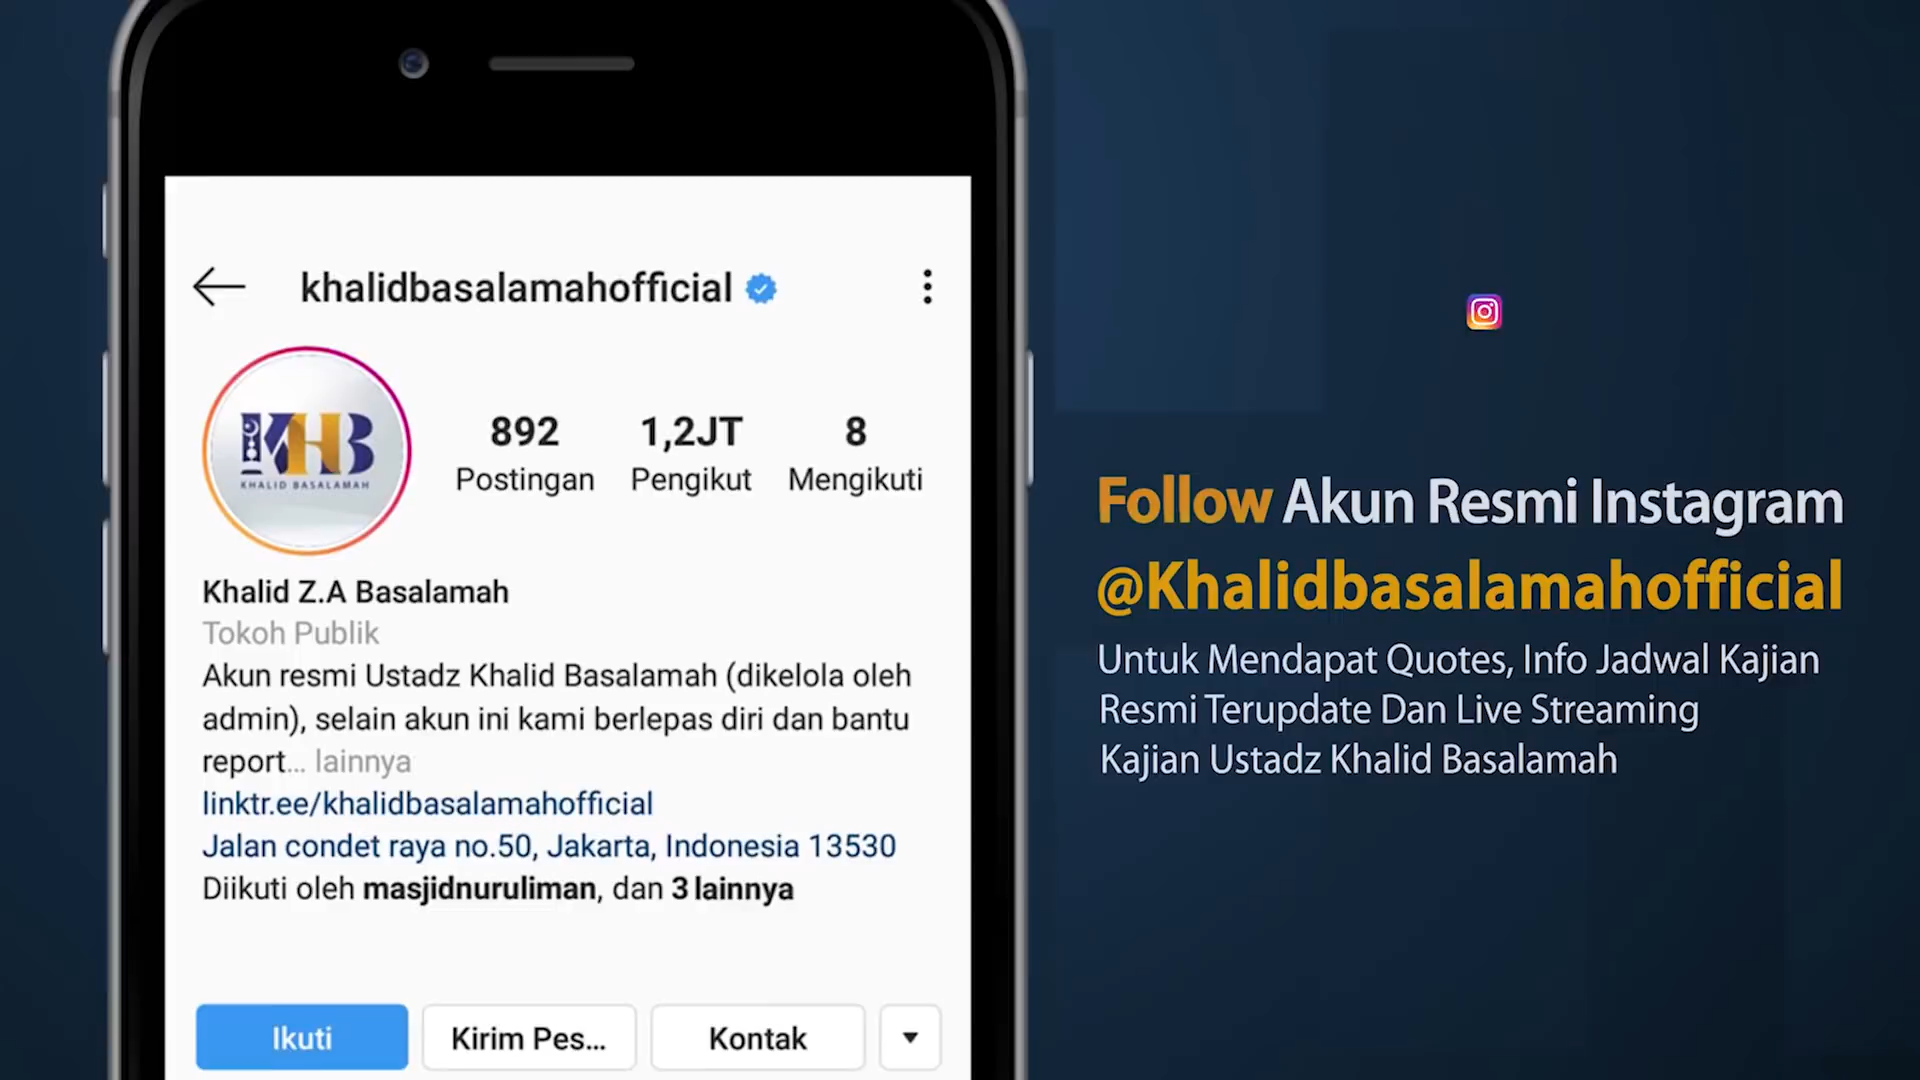 khalidbasalamahofficial
KHB
KHALID BASALAMAH
892
Postingan
1,2JT
Pengikut
8
Mengikuti
Khalid Z.A Basalamah
Tokoh Publik
Akun resmi Ustadz Khalid Basalamah (dikelola oleh
admin), selain akun ini kami berlepas diri dan bantu
report... lainnya
linktr.ee/khalidbasalamahofficial
Jalan condet raya no.50, Jakarta, Indonesia 13530
Diikuti oleh masjidnuruliman, dan 3 lainnya
Ikuti
Kirim Pes...
Kontak
Follow Akun Resmi Instagram
@Khalidbasalamahofficial
Untuk Mendapat Quotes, Info Jadwal Kajian
Resmi Terupdate Dan Live Streaming
Kajian Ustadz Khalid Basalamah